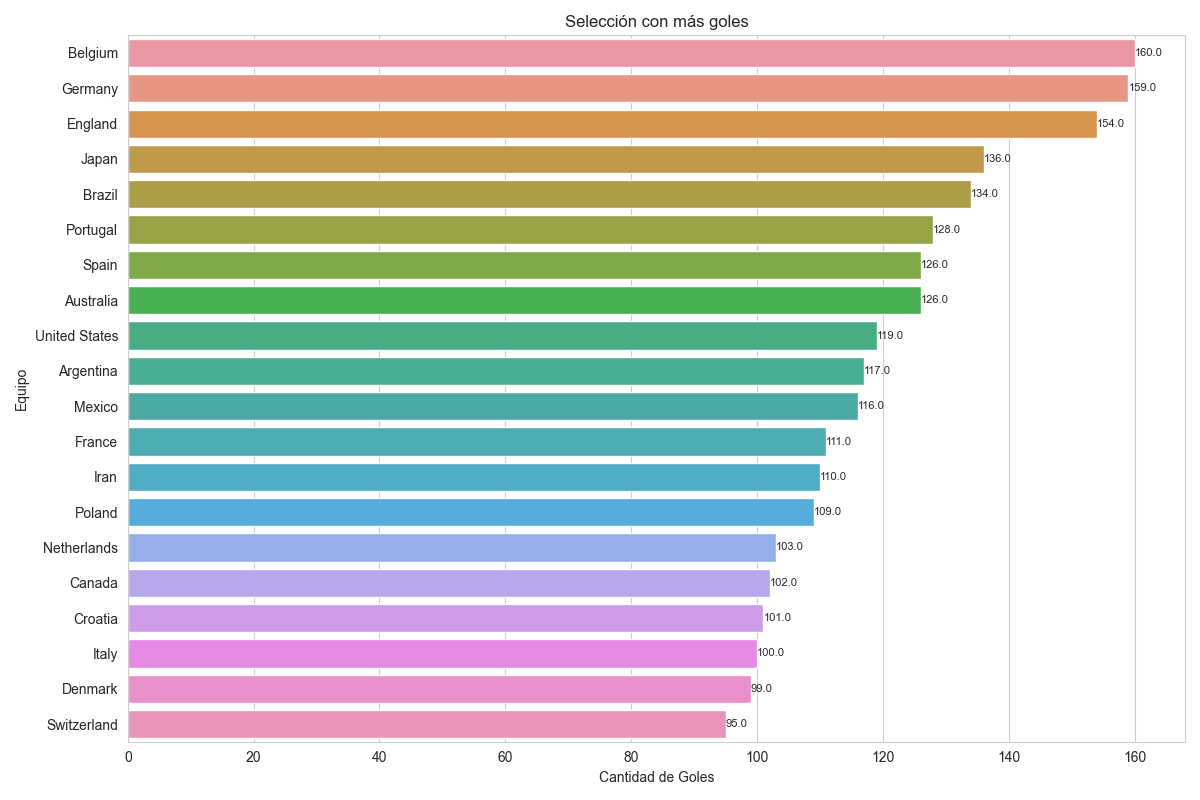 Selección con más goles
Equipo
Belgium 160.0
Germany 159.0
England 154.0
Japan 136.0
Brazil 134.0
Portugal 128.0
Spain 126.0
Australia 126.0
United States 119.0
Argentina 117.0
Mexico 116.0
France 111.0
Iran 110.0
Poland 109.0
Netherlands 103.0
Canada 102.0
Croatia 101.0
Italy 100.0
Denmark 99.0
Switzerland 95.0
0 20 40 60 80 100 120 140 160
Cantidad de Goles